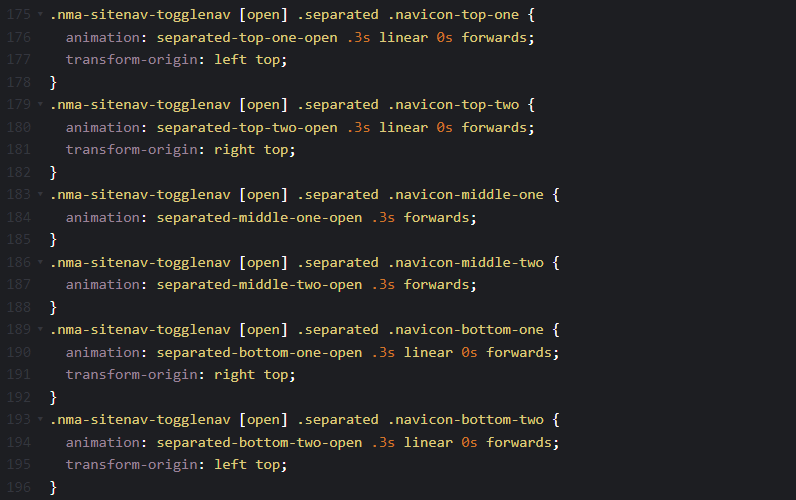 175 .nma-sitenav-togglenav [open] .separated .navicon-top-one {
176   animation: separated-top-one-open .3s linear 0s forwards;
177   transform-origin: left top;
178 }
179 .nma-sitenav-togglenav [open] .separated .navicon-top-two {
180   animation: separated-top-two-open .3s linear 0s forwards;
181   transform-origin: right top;
182 }
183 .nma-sitenav-togglenav [open] .separated .navicon-middle-one {
184   animation: separated-middle-one-open .3s forwards;
185 }
186 .nma-sitenav-togglenav [open] .separated .navicon-middle-two {
187   animation: separated-middle-two-open .3s forwards;
188 }
189 .nma-sitenav-togglenav [open] .separated .navicon-bottom-one {
190   animation: separated-bottom-one-open .3s linear 0s forwards;
191   transform-origin: right top;
192 }
193 .nma-sitenav-togglenav [open] .separated .navicon-bottom-two {
194   animation: separated-bottom-two-open .3s linear 0s forwards;
195   transform-origin: left top;
196 }